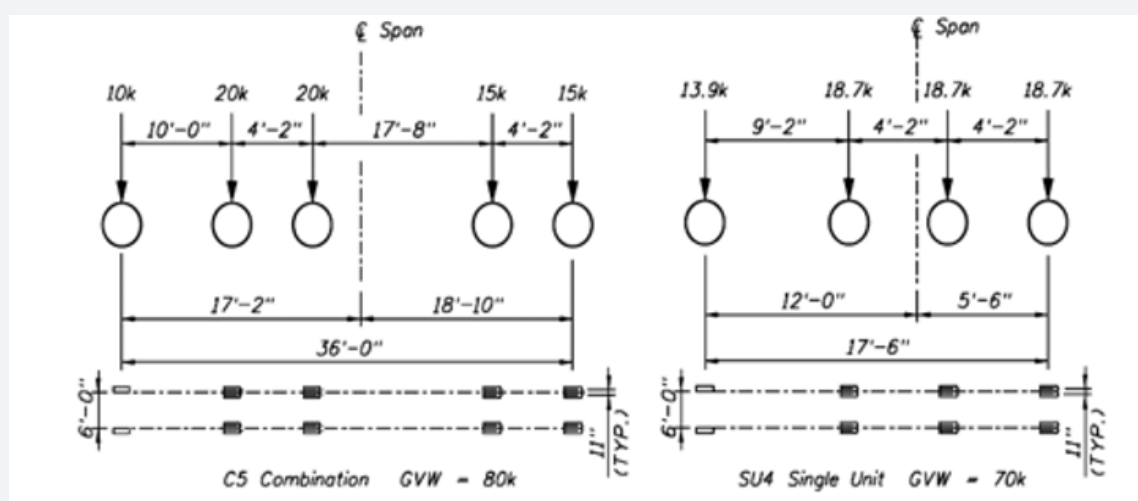 ℄ Span
10k 20k 20k 15k 15k
10'-0" 4'-2" 17'-8" 4'-2"
17'-2" 18'-10"
36'-0"
6'-0"
11"
(TYP.)
C5 Combination GVW = 80k
℄ Span
13.9k 18.7k 18.7k 18.7k
9'-2" 4'-2" 4'-2"
12'-0" 5'-6"
17'-6"
6'-0"
11"
(TYP.)
SU4 Single Unit GVW = 70k